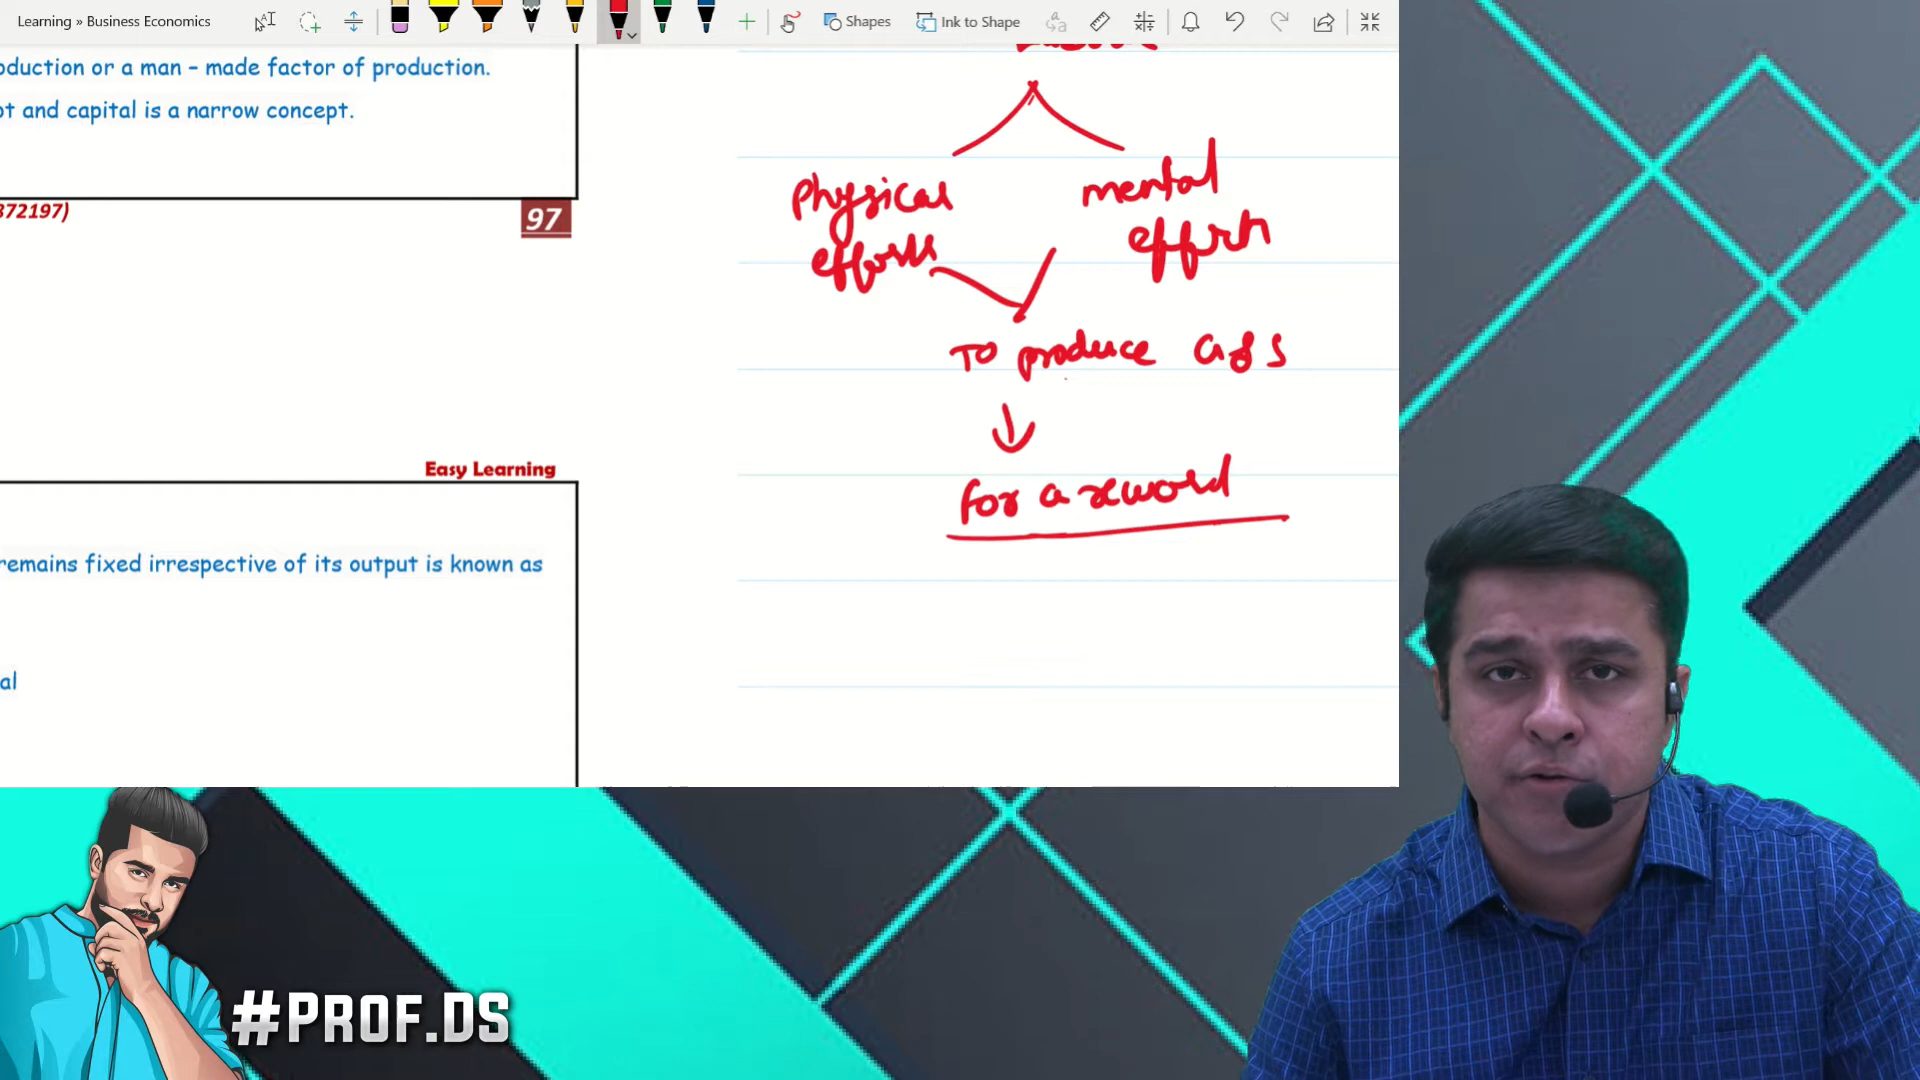 Learning » Business Economics
Shapes
Ink to Shape
oduction or a man – made factor of production.
ot and capital is a narrow concept.
372197)
97
Easy Learning
remains fixed irrespective of its output is known as
al
Physical
efforts
mental
efforts
To produce G & S
for a reword
#PROF.DS